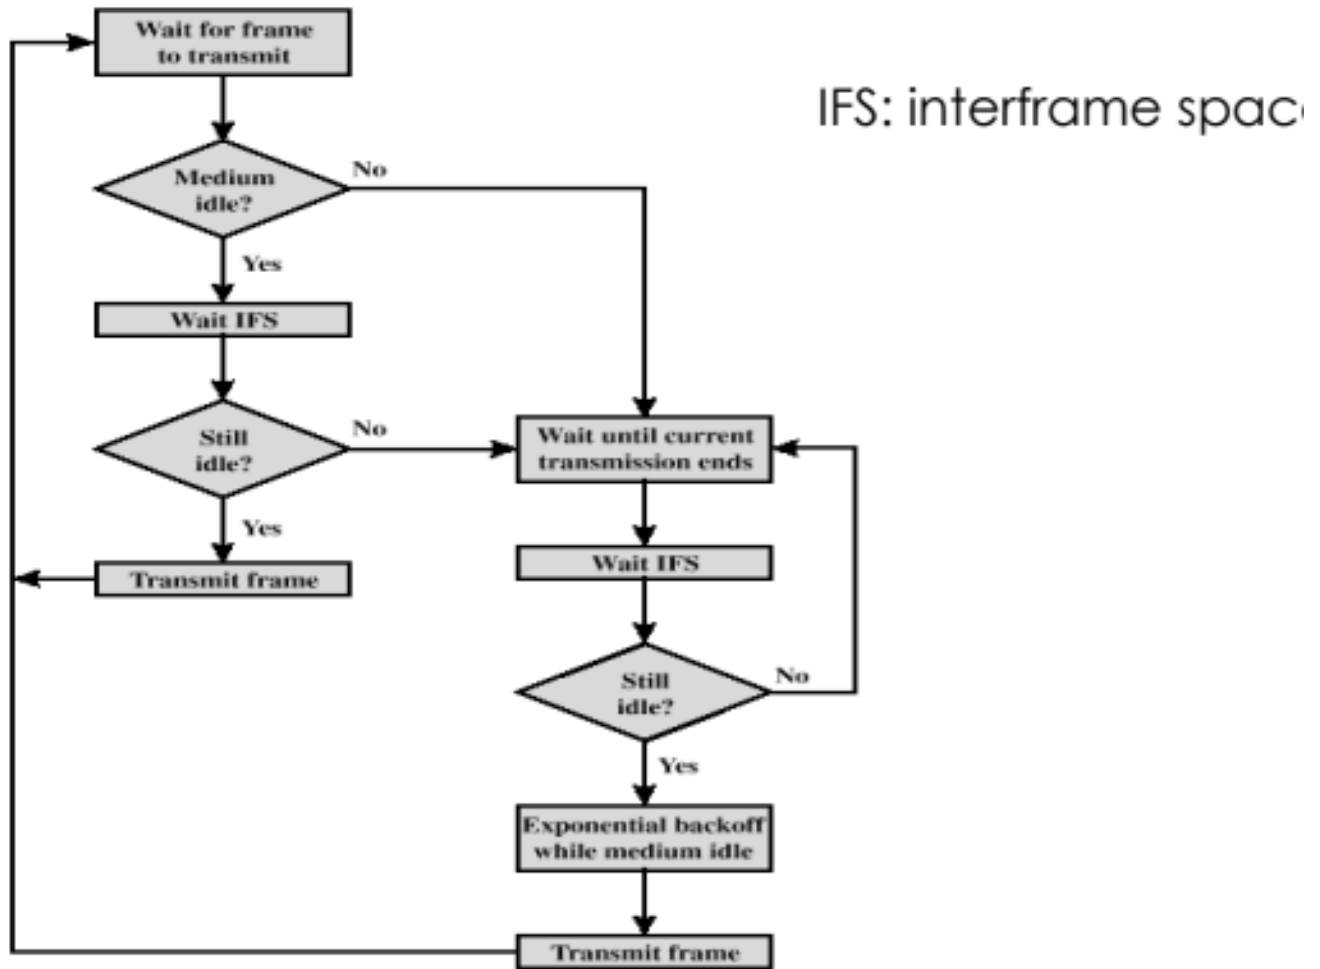 Wait for frame
to transmit
IFS: interframe spac
Medium
idle?
No
Yes
Wait IFS
Still
idle?
No
Wait until current
transmission ends
Yes
Transmit frame
Wait IFS
Still
idle?
No
Yes
Exponential backoff
while medium idle
Transmit frame